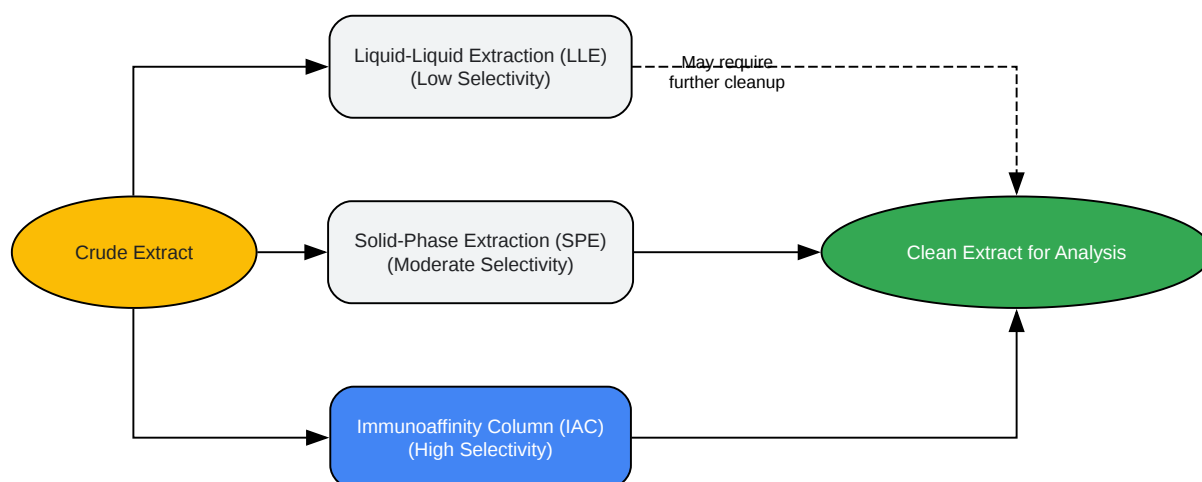 Liquid-Liquid Extraction (LLE)
(Low Selectivity)
May require
further cleanup
Crude Extract
Solid-Phase Extraction (SPE)
(Moderate Selectivity)
Clean Extract for Analysis
Immunoaffinity Column (IAC)
(High Selectivity)